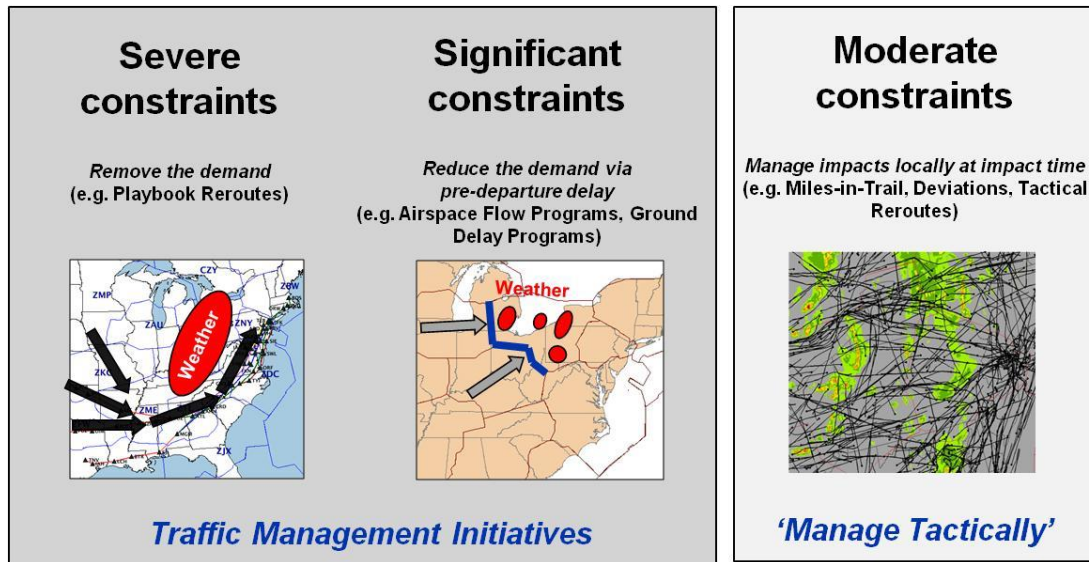 Severe
constraints
Remove the demand
(e.g. Playbook Reroutes)
CZY
ZMP
ZBW
ZAU
ZNY
Weather
ZME
ZJX
Traffic Management Initiatives
Significant
constraints
Reduce the demand via
pre-departure delay
(e.g. Airspace Flow Programs, Ground
Delay Programs)
Weather
Moderate
constraints
Manage impacts locally at impact time
(e.g. Miles-in-Trail, Deviations, Tactical
Reroutes)
‘Manage Tactically’